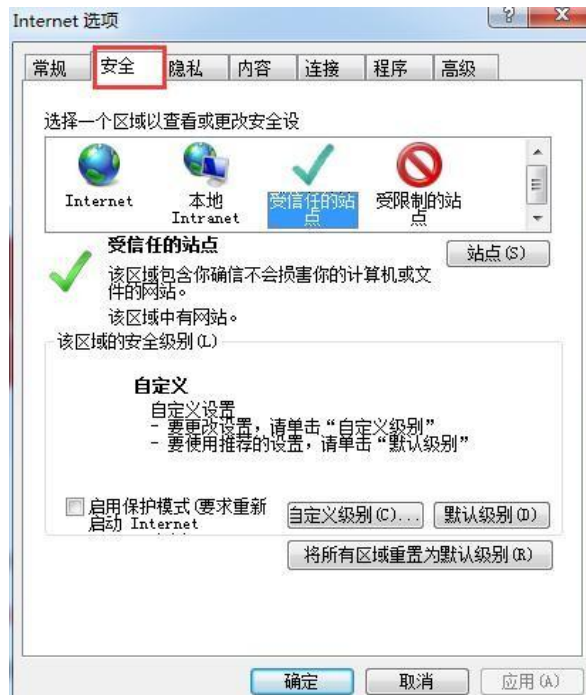 Internet 选项
常规 安全 隐私 内容 连接 程序 高级
选择一个区域以查看或更改安全设
Internet
本地
Intranet
受信任的站
点
受限制的站
点
受信任的站点
站点(S)
该区域包含你确信不会损害你的计算机或文
件的网站。
该区域中有网站。
该区域的安全级别(L)
自定义
自定义设置
- 要更改设置，请单击“自定义级别”
- 要使用推荐的设置，请单击“默认级别”
启用保护模式(要求重新
启动 Internet
自定义级别(C)... 默认级别(D)
将所有区域重置为默认级别(R)
确定 取消 应用(A)